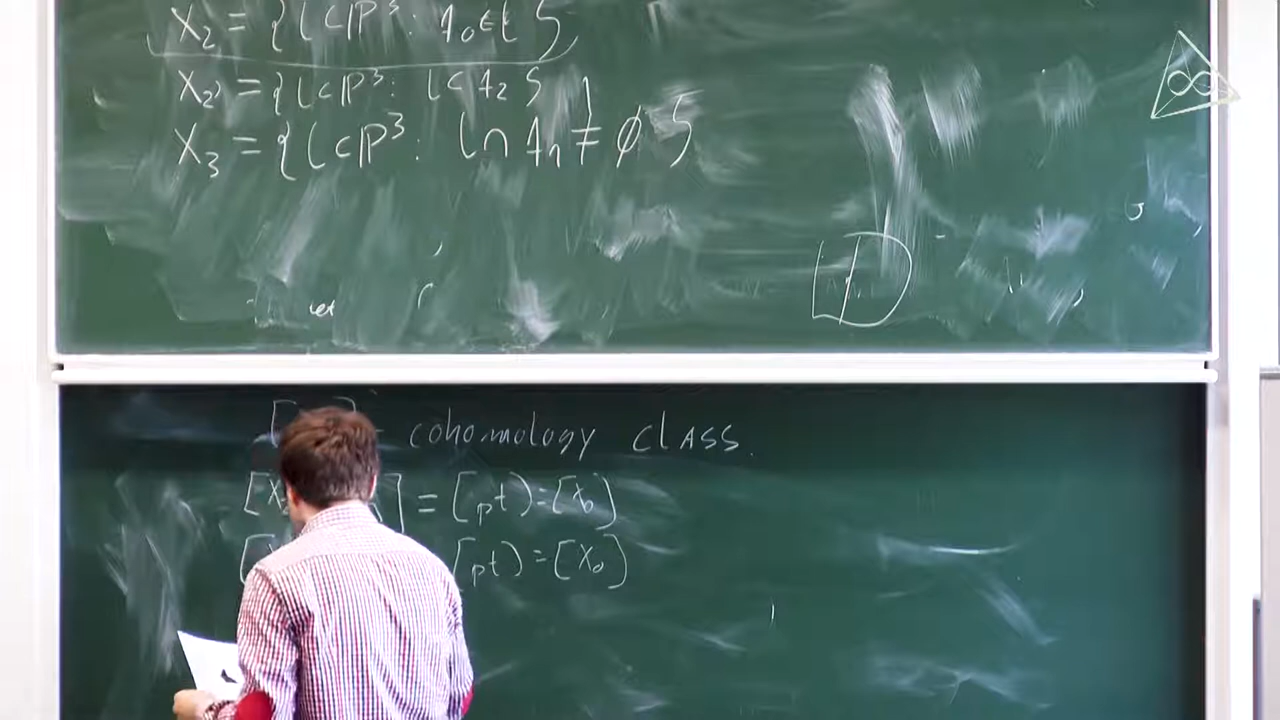 X₂ = {l ⊂ ℙ³ : A₀ ∈ l}
X₂' = {l ⊂ ℙ³ : l ⊂ A₂}
X₃ = {l ⊂ ℙ³ : l ∩ A₁ ≠ ∅}
cohomology class.
] = [pt] = [X₀]
[pt] = [X₀]